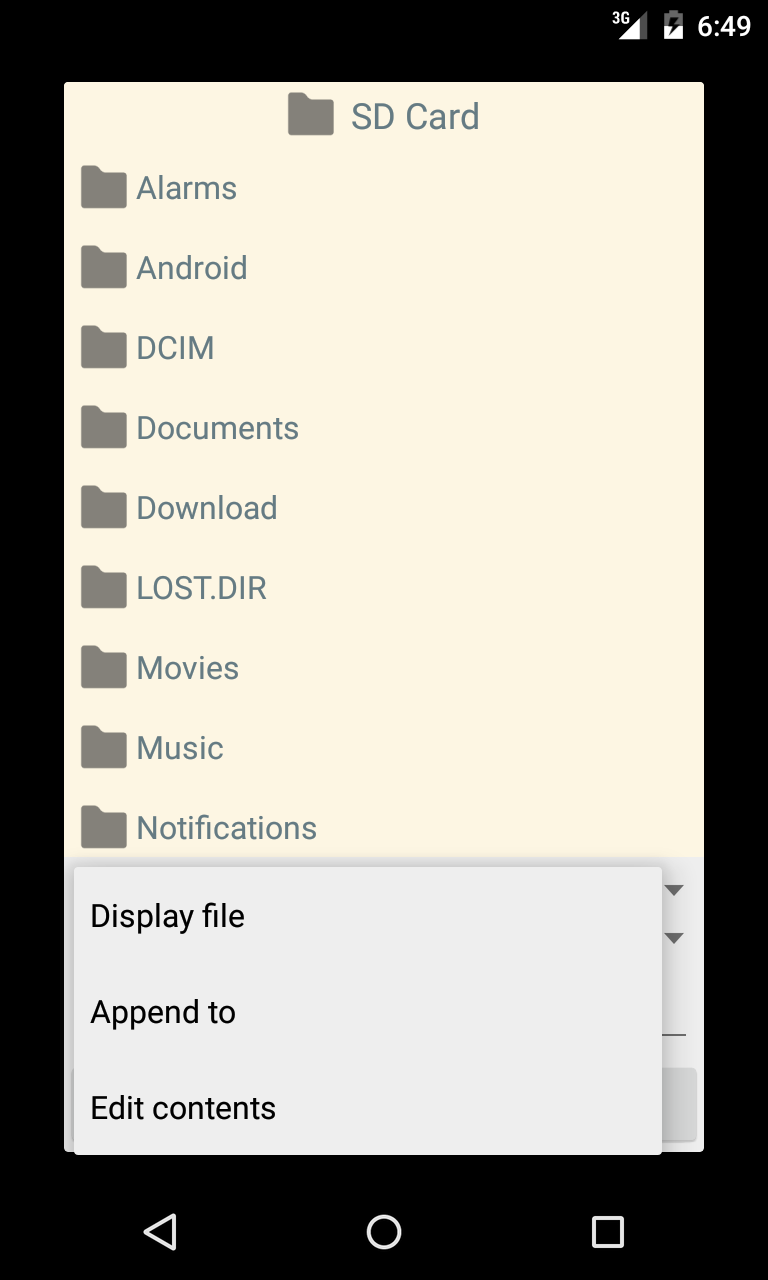 3G 6:49
SD Card
Alarms
Android
DCIM
Documents
Download
LOST.DIR
Movies
Music
Notifications
Display file
Append to
Edit contents